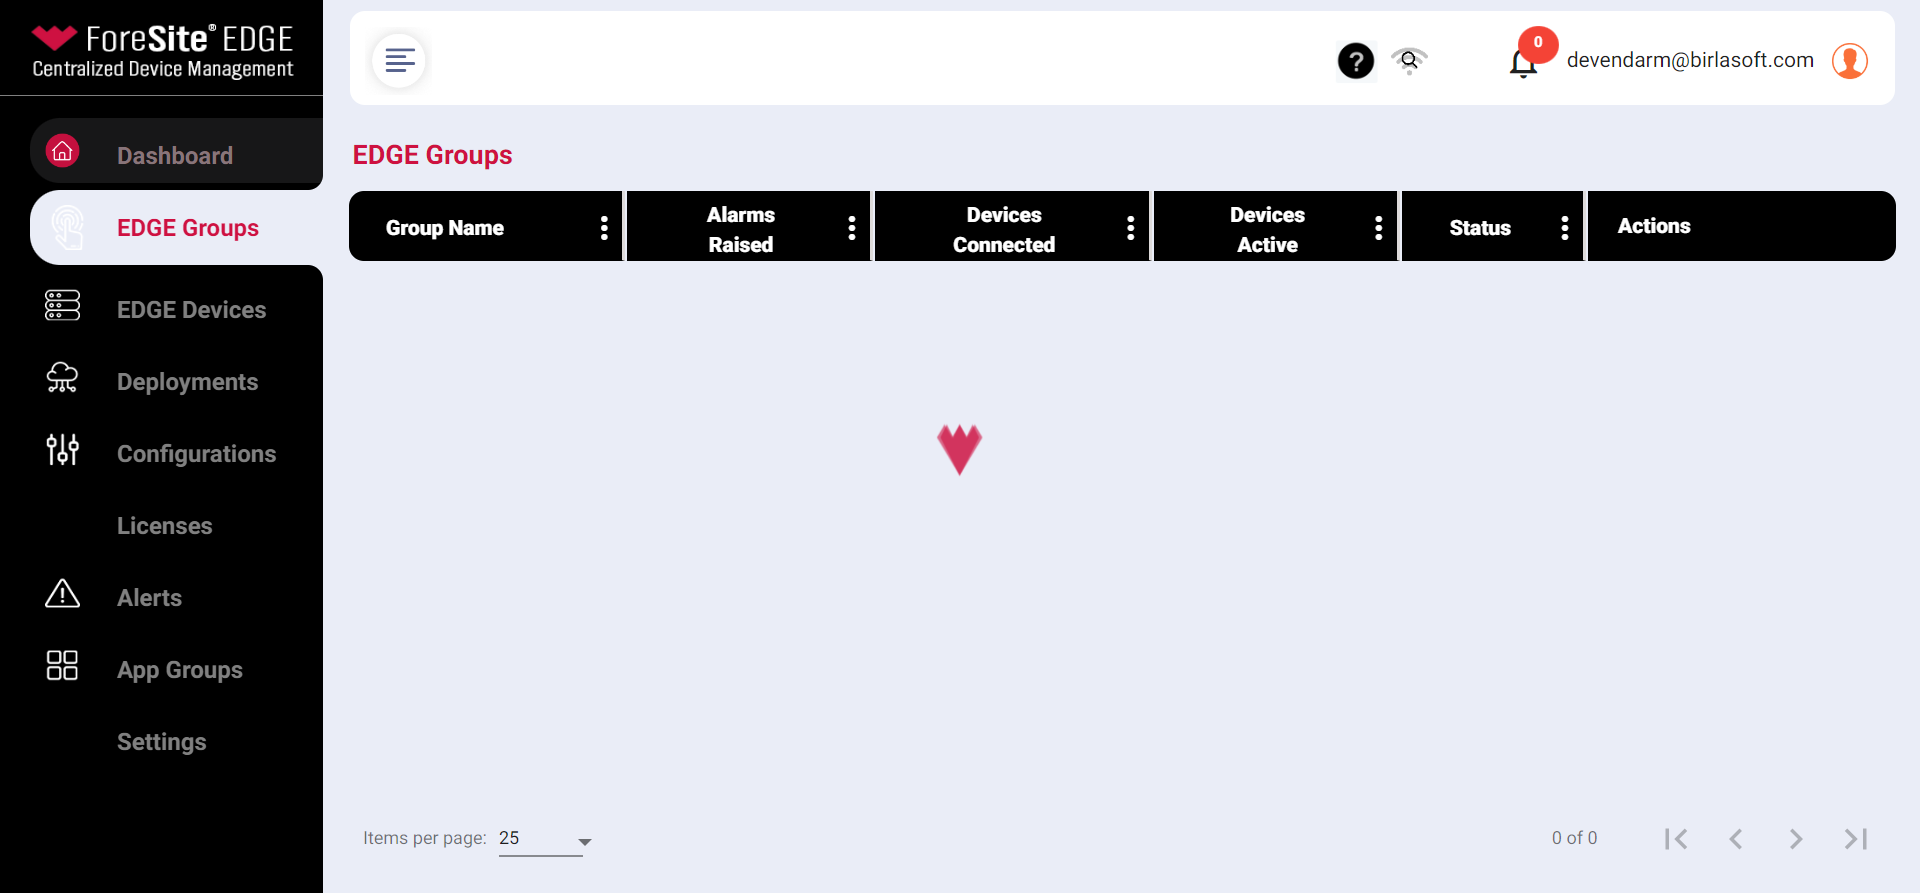 ForeSite® EDGE
Centralized Device Management
0
devendarm@birlasoft.com
Dashboard
EDGE Groups
EDGE Devices
Deployments
Configurations
Licenses
Alerts
App Groups
Settings
EDGE Groups
Group Name
Alarms
Raised
Devices
Connected
Devices
Active
Status
Actions
Items per page: 25
0 of 0